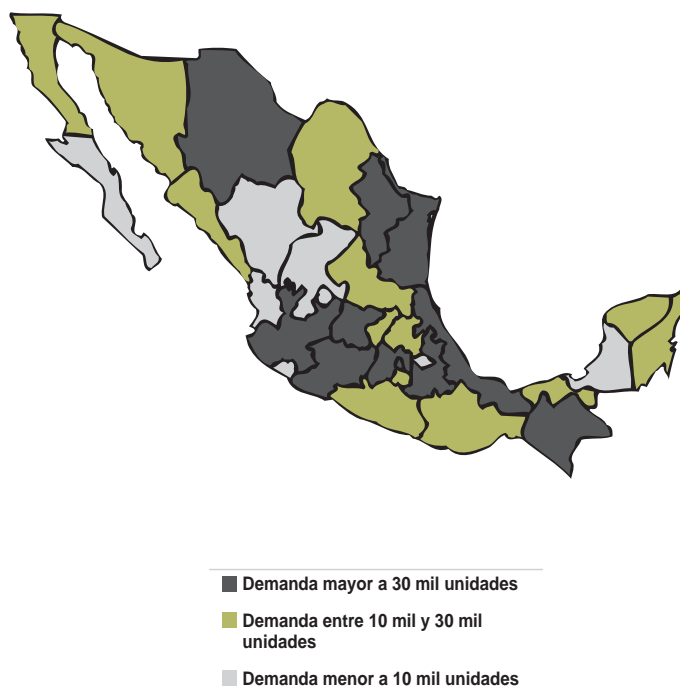 Demanda mayor a 30 mil unidades
Demanda entre 10 mil y 30 mil
unidades
Demanda menor a 10 mil unidades